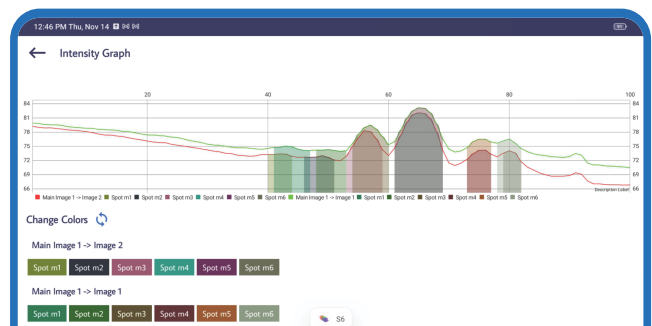 12:46 PM Thu, Nov 14
Intensity Graph
20 40 60 80 100
84 84
81 81
78 78
75 75
72 72
69 69
66 66
Description Label
Main Image 1 -> Image 2 Spot m1 Spot m2 Spot m3 Spot m4 Spot m5 Spot m6 Main Image 1 -> Image 1 Spot m1 Spot m2 Spot m3 Spot m4 Spot m5 Spot m6
Change Colors
Main Image 1 -> Image 2
Spot m1 Spot m2 Spot m3 Spot m4 Spot m5 Spot m6
Main Image 1 -> Image 1
Spot m1 Spot m2 Spot m3 Spot m4 Spot m5 Spot m6
S6